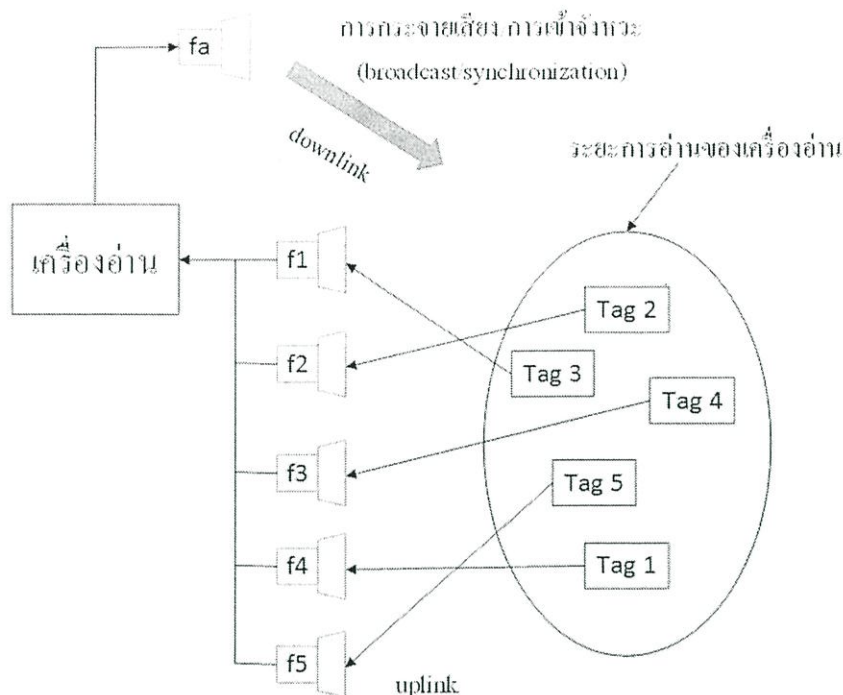 fa
การกระจายเสียง การเข้าจังหวะ
(broadcast/synchronization)
downlink
ระยะการอ่านของเครื่องอ่าน
เครื่องอ่าน
f1
Tag 2
f2
Tag 3
Tag 4
f3
Tag 5
f4
Tag 1
f5
uplink